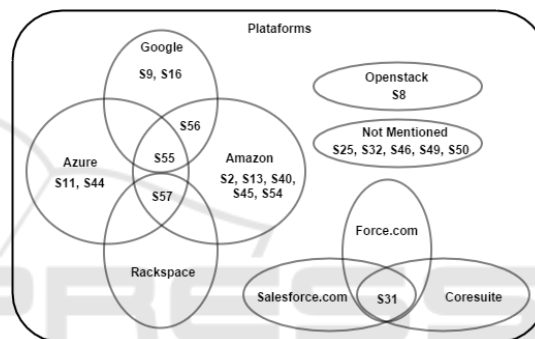 Plataforms
Google
S9, S16
S56
Azure
S11, S44
S55
Amazon
S2, S13, S40,
S45, S54
S57
Rackspace
Openstack
S8
Not Mentioned
S25, S32, S46, S49, S50
Force.com
Salesforce.com
S31
Coresuite
PRESS